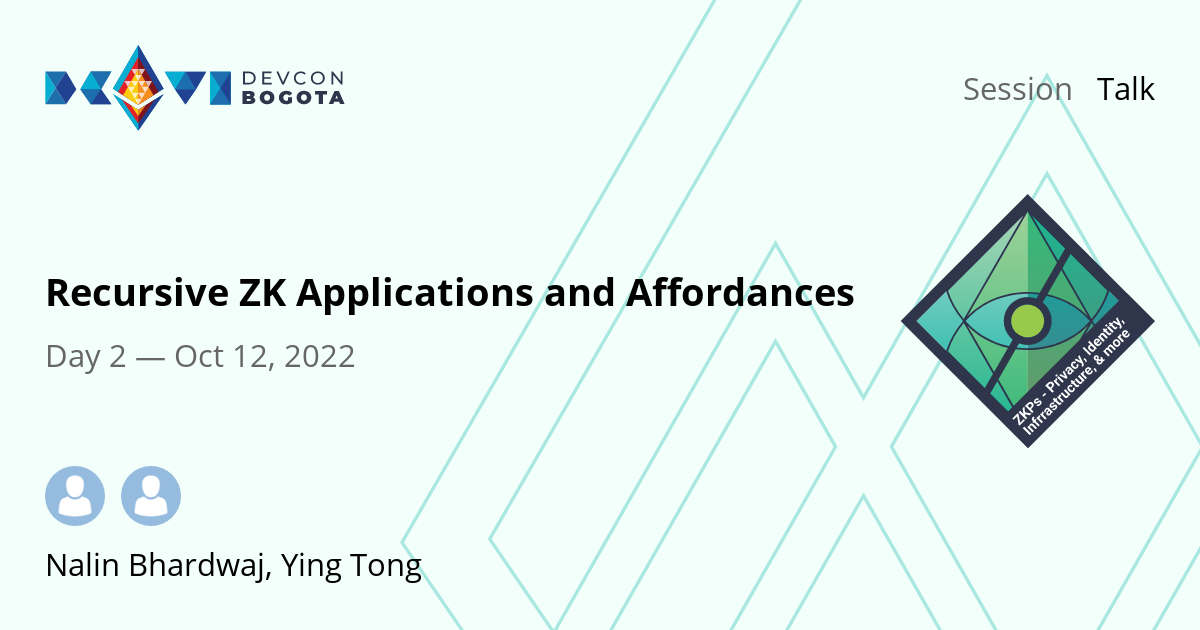 DEVCON
BOGOTA
Session Talk
Recursive ZK Applications and Affordances
Day 2 — Oct 12, 2022
ZKPs - Privacy, Identity,
Infrrastructure, & more
Nalin Bhardwaj, Ying Tong